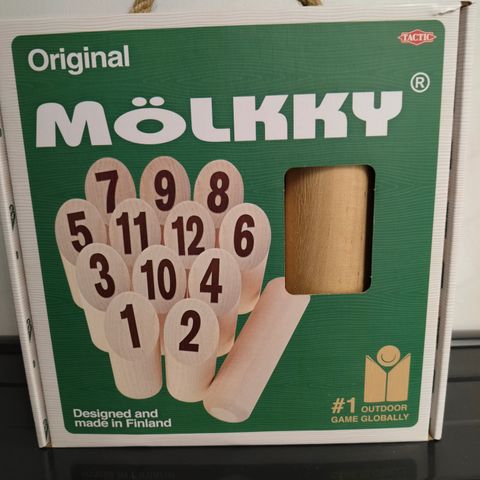 TACTIC
Original
MÖLKKY®
7 9 8
5 11 12 6
3 10 4
1 2
Designed and
made in Finland
#1 OUTDOOR
GAME GLOBALLY